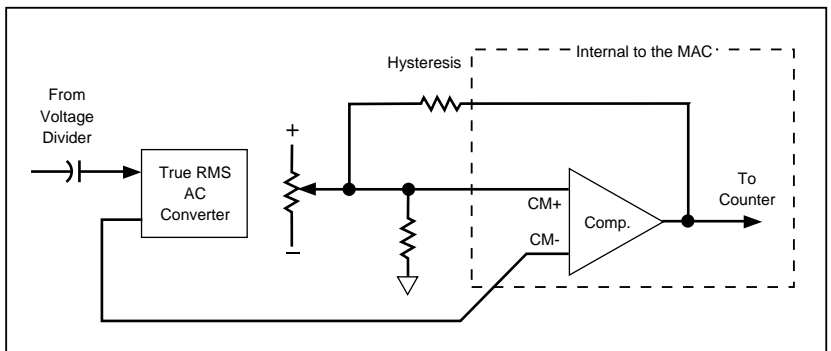 Internal to the MAC
Hysteresis
From
Voltage
Divider
+
True RMS
AC
Converter
–
CM+
CM-
Comp.
To
Counter